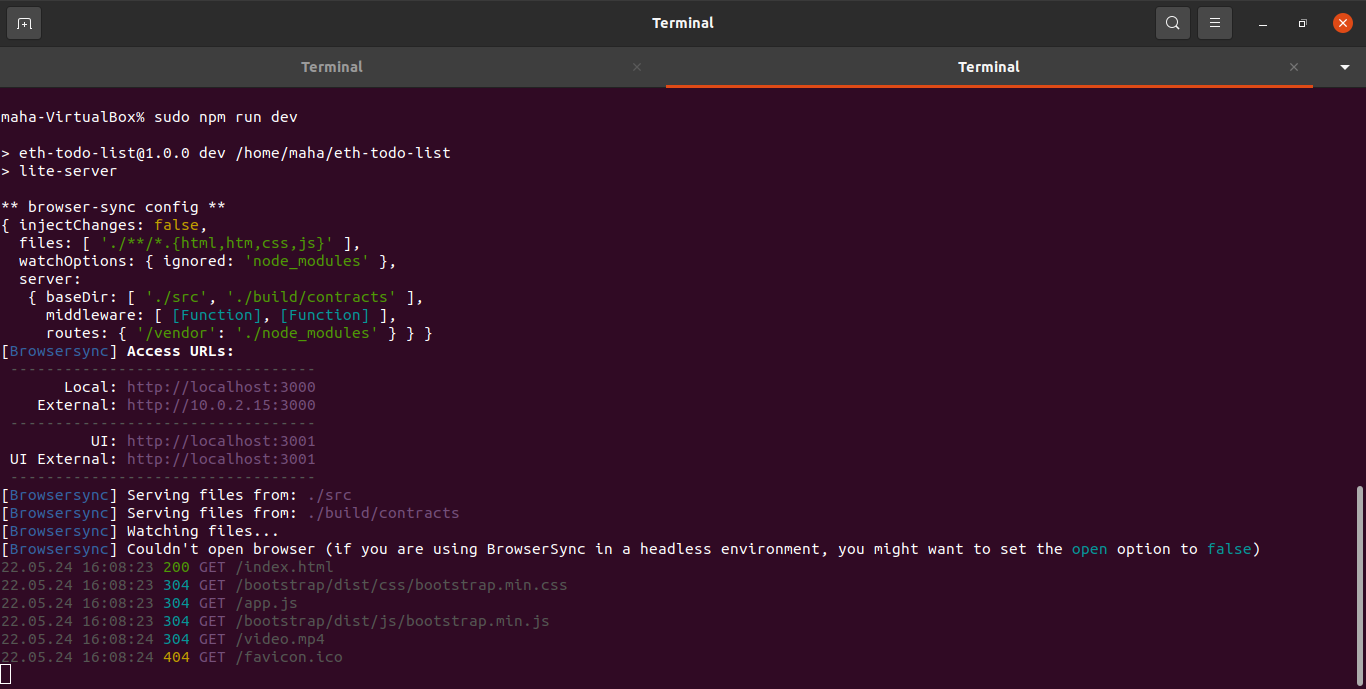 Terminal
Terminal
Terminal
maha-VirtualBox% sudo npm run dev
> eth-todo-list@1.0.0 dev /home/maha/eth-todo-list
> lite-server
** browser-sync config **
{ injectChanges: false,
  files: [ './**/*.{html,htm,css,js}' ],
  watchOptions: { ignored: 'node_modules' },
  server:
   { baseDir: [ './src', './build/contracts' ],
     middleware: [ [Function], [Function] ],
     routes: { '/vendor': './node_modules' } } }
[Browsersync] Access URLs:
 ----------------------------------
       Local: http://localhost:3000
    External: http://10.0.2.15:3000
 ----------------------------------
          UI: http://localhost:3001
 UI External: http://localhost:3001
 ----------------------------------
[Browsersync] Serving files from: ./src
[Browsersync] Serving files from: ./build/contracts
[Browsersync] Watching files...
[Browsersync] Couldn't open browser (if you are using BrowserSync in a headless environment, you might want to set the open option to false)
22.05.24 16:08:23 200 GET /index.html
22.05.24 16:08:23 304 GET /bootstrap/dist/css/bootstrap.min.css
22.05.24 16:08:23 304 GET /app.js
22.05.24 16:08:23 304 GET /bootstrap/dist/js/bootstrap.min.js
22.05.24 16:08:24 304 GET /video.mp4
22.05.24 16:08:24 404 GET /favicon.ico